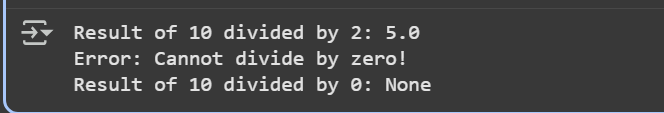 Result of 10 divided by 2: 5.0
Error: Cannot divide by zero!
Result of 10 divided by 0: None